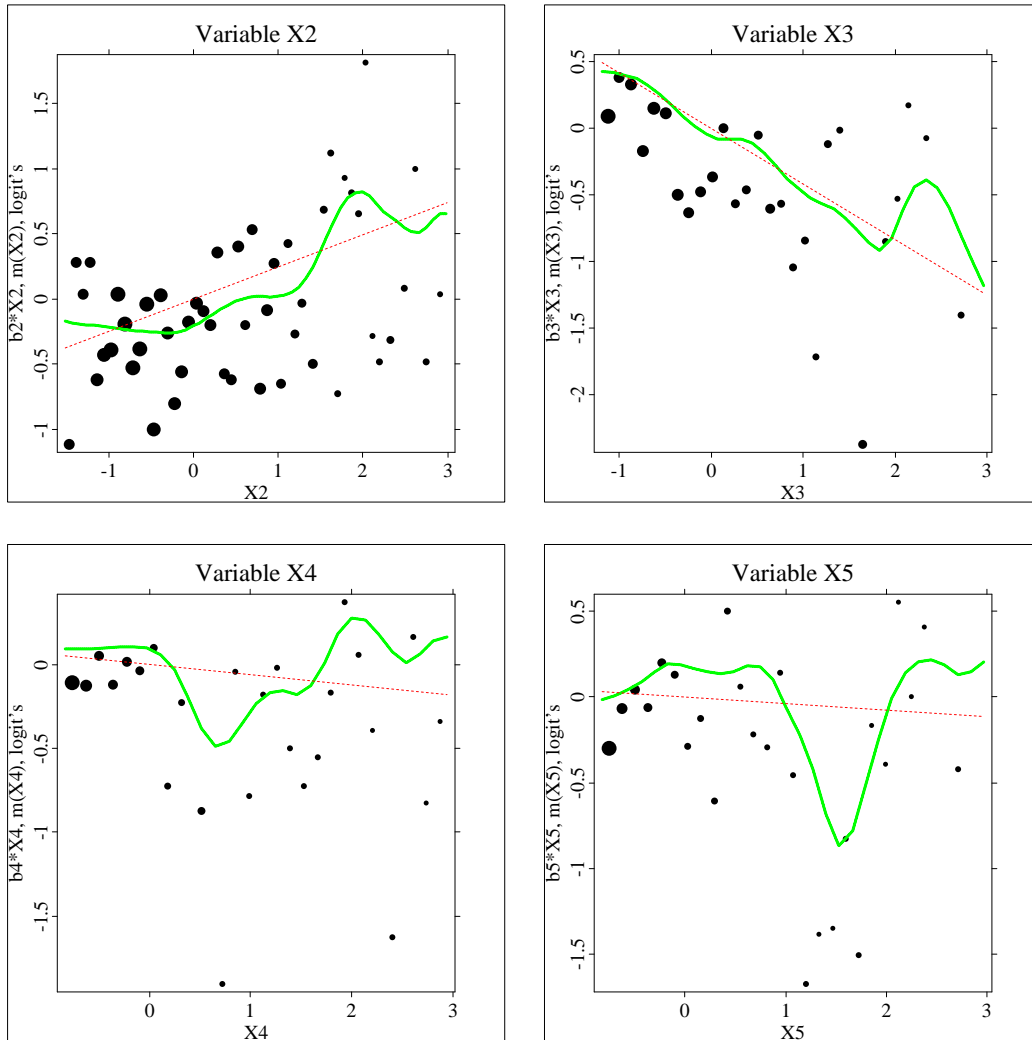 Variable X2
b2*X2, m(X2), logit's
1.5
1
0.5
0
-0.5
-1
-1 0 1 2 3
X2
Variable X3
b3*X3, m(X3), logit's
0.5
0
-0.5
-1
-1.5
-2
-1 0 1 2 3
X3
Variable X4
b4*X4, m(X4), logit's
0
-0.5
-1
-1.5
0 1 2 3
X4
Variable X5
b5*X5, m(X5), logit's
0.5
0
-0.5
-1
-1.5
0 1 2 3
X5